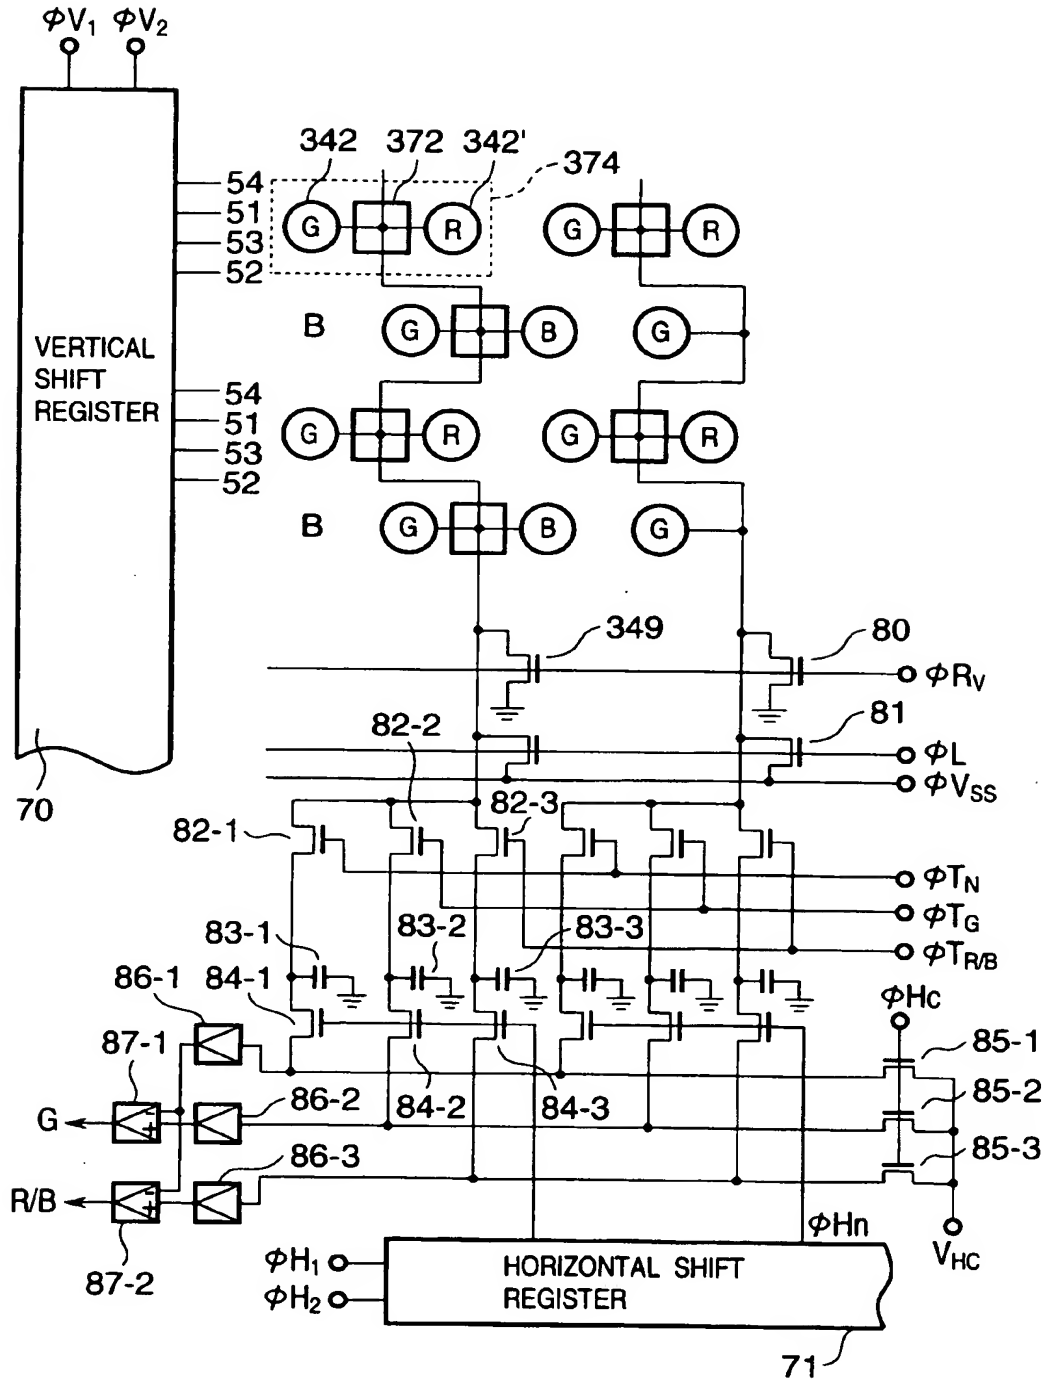 ϕV₁ ϕV₂
342 372 342' 374
54
51
53
52
G R G R
B G B G
VERTICAL
SHIFT
REGISTER
54
51
53
52
G R G R
B G B G
349 80
ϕRV
82-2 81
ϕL
ϕVSS
70
82-1 82-3
ϕTN
ϕTG
ϕTR/B
83-1 83-2 83-3
86-1 84-1 ϕHc
87-1 85-1
86-2 84-2 84-3 85-2
G - +
86-3 85-3
R/B - +
87-2
ϕHn
VHC
ϕH₁
ϕH₂
HORIZONTAL SHIFT
REGISTER
71